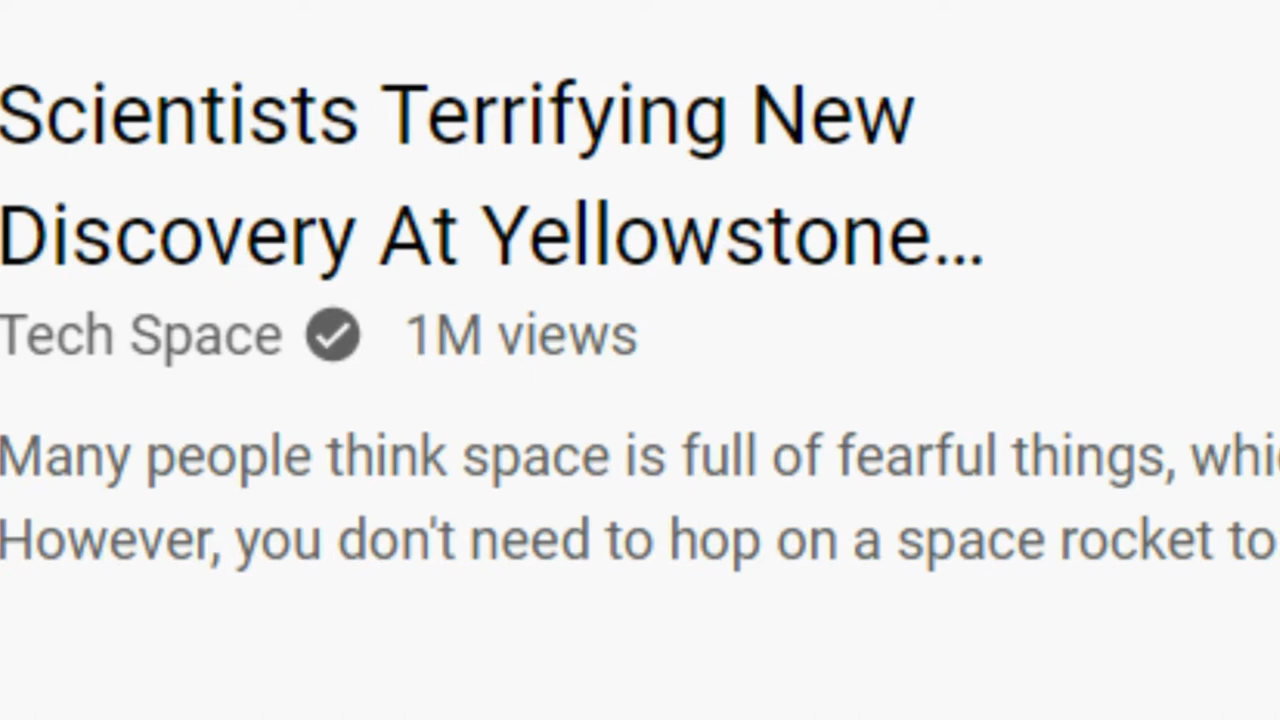 Scientists Terrifying New
Discovery At Yellowstone...
Tech Space 1M views
Many people think space is full of fearful things,
However, you don't need to hop on a space rocket to